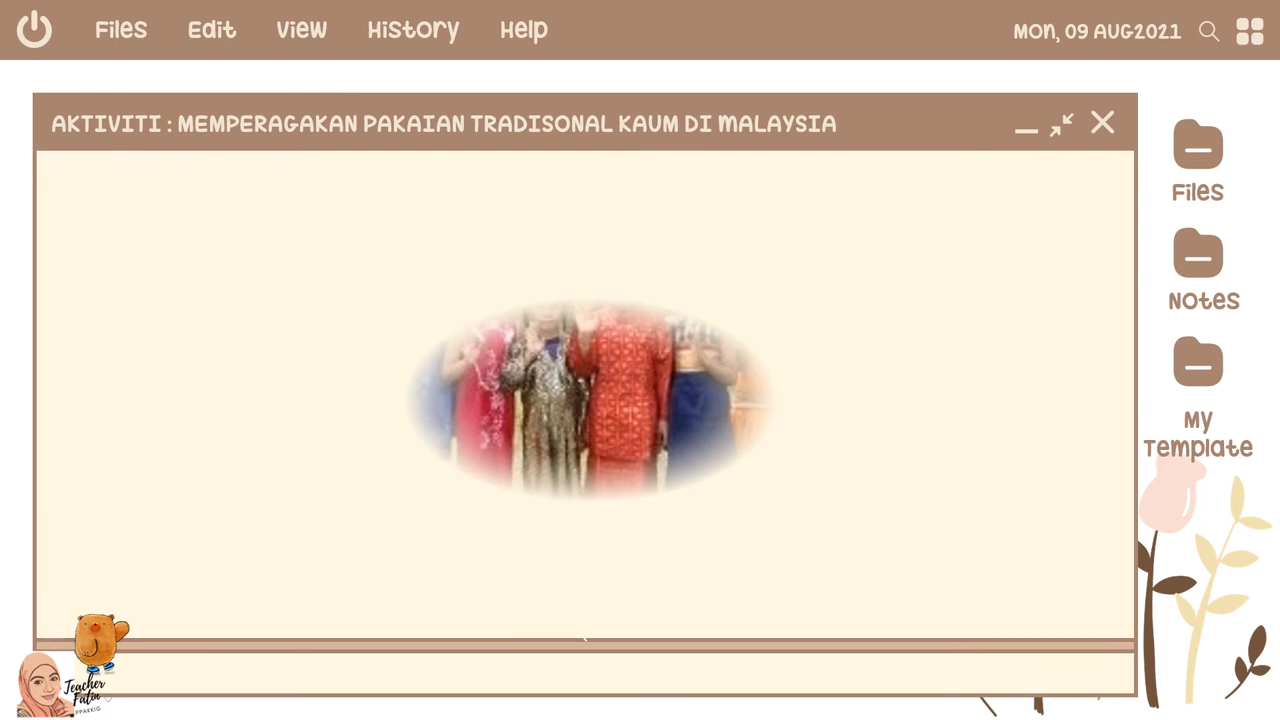 Files Edit View History Help
MON, 09 AUG2021
AKTIVITI : MEMPERAGAKAN PAKAIAN TRADISONAL KAUM DI MALAYSIA
Files
Notes
My
Template
Teacher
Fatin
PPAKKIO